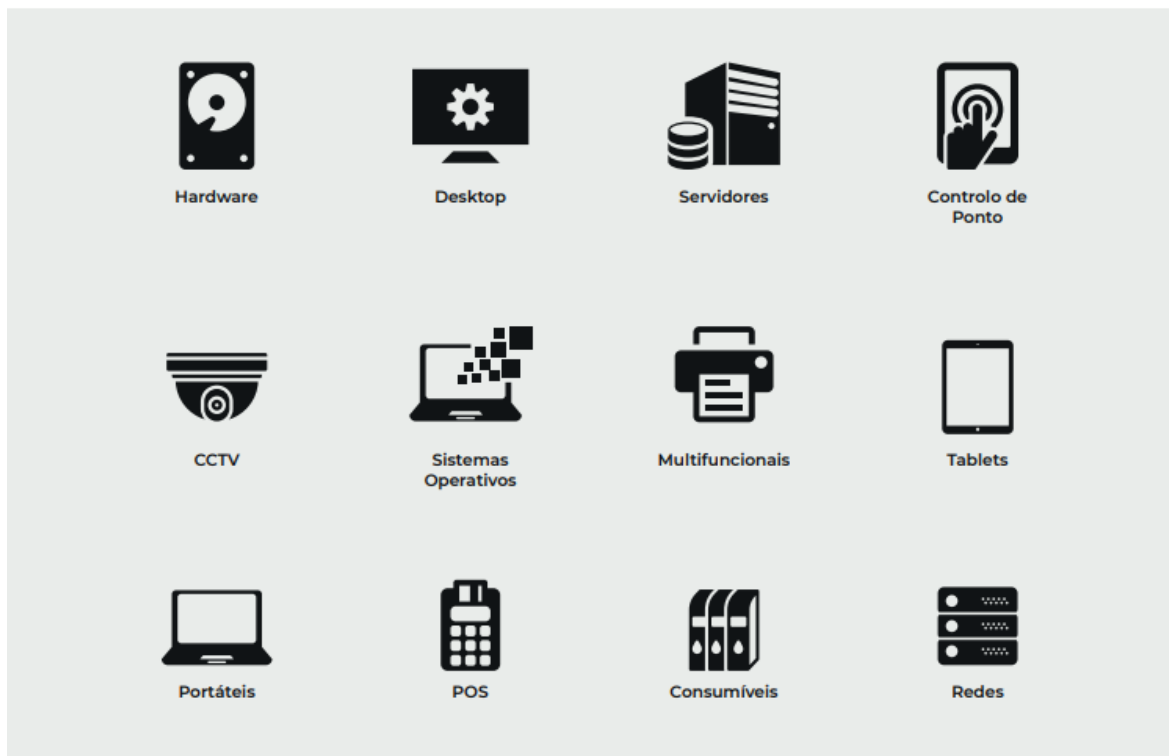 Hardware
Desktop
Servidores
Controlo de
Ponto
CCTV
Sistemas
Operativos
Multifuncionais
Tablets
Portáteis
POS
Consumíveis
Redes